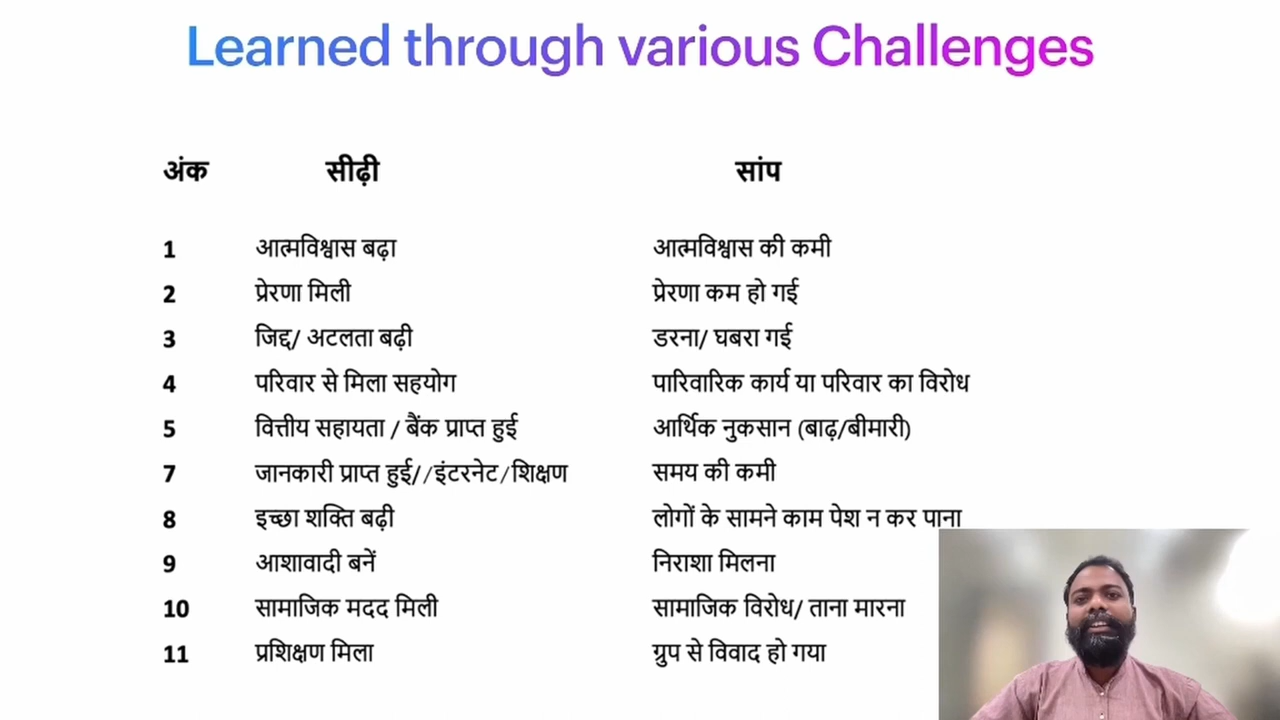 Learned through various Challenges
अंक सीढ़ी सांप
1 आत्मविश्वास बढ़ा आत्मविश्वास की कमी
2 प्रेरणा मिली प्रेरणा कम हो गई
3 जिद्द/ अटलता बढ़ी डरना/ घबरा गई
4 परिवार से मिला सहयोग पारिवारिक कार्य या परिवार का विरोध
5 वित्तीय सहायता / बैंक प्राप्त हुई आर्थिक नुकसान (बाढ़/बीमारी)
7 जानकारी प्राप्त हुई//इंटरनेट/शिक्षण समय की कमी
8 इच्छा शक्ति बढ़ी लोगों के सामने काम पेश न कर पाना
9 आशावादी बनें निराशा मिलना
10 सामाजिक मदद मिली सामाजिक विरोध/ ताना मारना
11 प्रशिक्षण मिला ग्रुप से विवाद हो गया